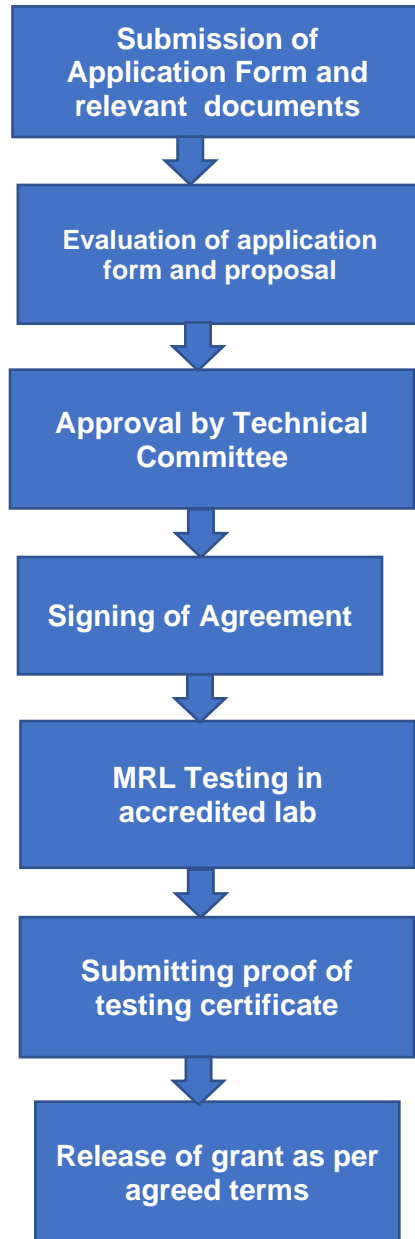 Submission of
Application Form and
relevant documents
Evaluation of application
form and proposal
Approval by Technical
Committee
Signing of Agreement
MRL Testing in
accredited lab
Submitting proof of
testing certificate
Release of grant as per
agreed terms